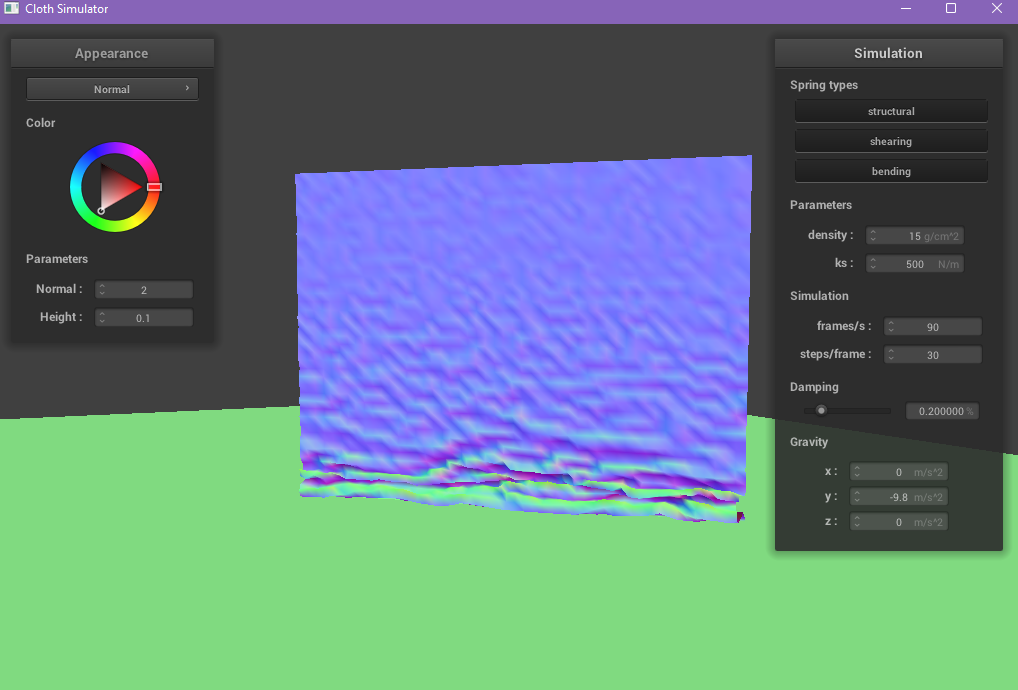 Cloth Simulator
Appearance
Normal
Color
Parameters
Normal : 2
Height : 0.1
Simulation
Spring types
structural
shearing
bending
Parameters
density : 15 g/cm^2
ks : 500 N/m
Simulation
frames/s : 90
steps/frame : 30
Damping
0.200000 %
Gravity
x : 0 m/s^2
y : -9.8 m/s^2
z : 0 m/s^2